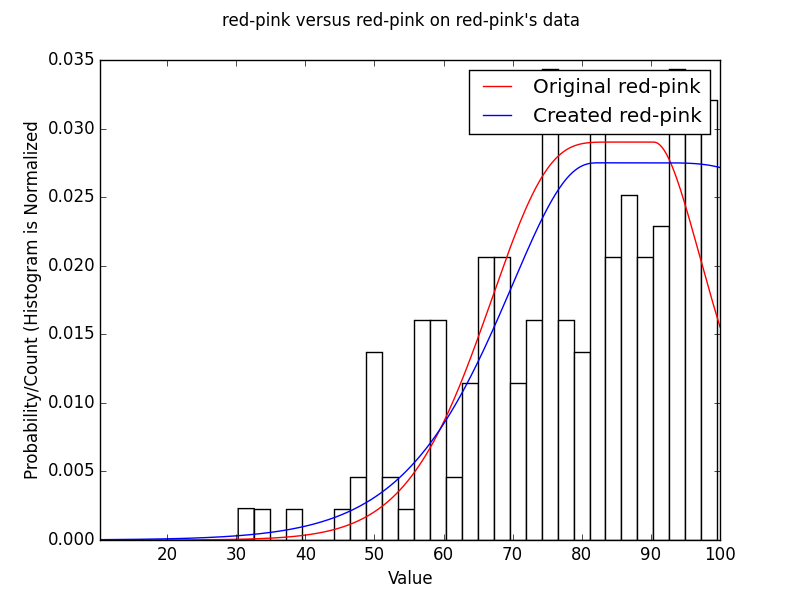 red-pink versus red-pink on red-pink's data
Original red-pink
Created red-pink
0.035
0.030
0.025
0.020
0.015
0.010
0.005
0.000
Probability/Count (Histogram is Normalized
20 30 40 50 60 70 80 90 100
Value